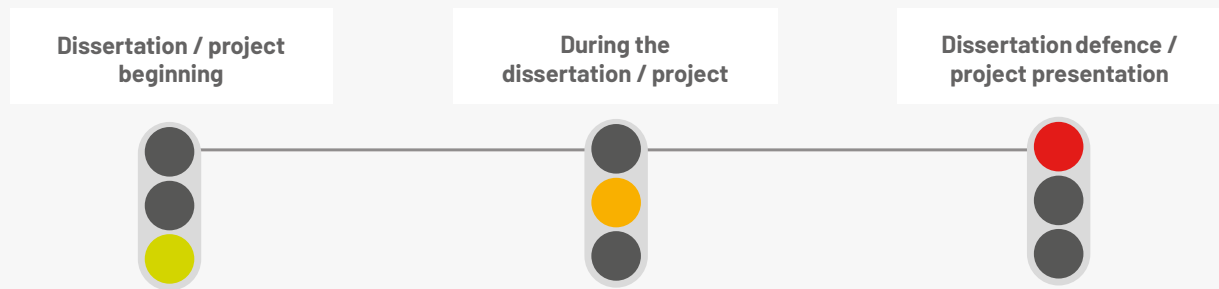 Dissertation / project
beginning
During the
dissertation / project
Dissertation defence /
project presentation